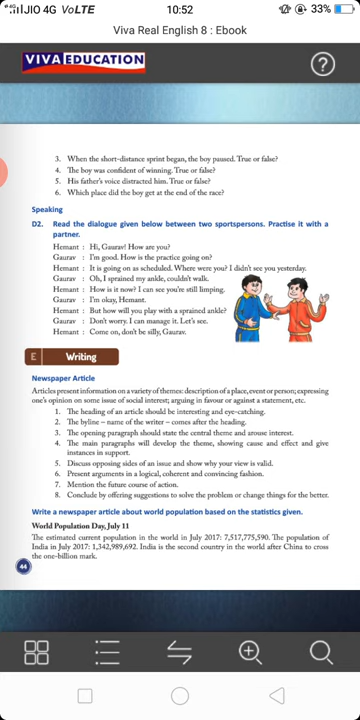 JIO 4G VoLTE 10:52 33%
Viva Real English 8 : Ebook
VIVA EDUCATION ?
3. When the short-distance sprint began, the boy paused. True or false?
4. The boy was confident of winning. True or false?
5. His father's voice distracted him. True or false?
6. Which place did the boy get at the end of the race?
Speaking
D2. Read the dialogue given below between two sportspersons. Practise it with a
partner.
Hemant : Hi, Gaurav! How are you?
Gaurav : I'm good. How is the practice going on?
Hemant : It is going on as scheduled. Where were you? I didn't see you yesterday.
Gaurav : Oh, I sprained my ankle, couldn't walk.
Hemant : How is it now? I can see you're still limping.
Gaurav : I'm okay, Hemant.
Hemant : But how will you play with a sprained ankle?
Gaurav : Don't worry. I can manage it. Let's see.
Hemant : Come on, don't be silly, Gaurav.
E Writing
Newspaper Article
Articles present information on a variety of themes: description of a place, event or person; expressing
one's opinion on some issue of social interest; arguing in favour or against a statement, etc.
1. The heading of an article should be interesting and eye-catching.
2. The byline – name of the writer – comes after the heading.
3. The opening paragraph should state the central theme and arouse interest.
4. The main paragraphs will develop the theme, showing cause and effect and give
instances in support.
5. Discuss opposing sides of an issue and show why your view is valid.
6. Present arguments in a logical, coherent and convincing fashion.
7. Mention the future course of action.
8. Conclude by offering suggestions to solve the problem or change things for the better.
Write a newspaper article about world population based on the statistics given.
World Population Day, July 11
The estimated current population in the world in July 2017: 7,517,775,590. The population of
India in July 2017: 1,342,989,692. India is the second country in the world after China to cross
the one-billion mark.
44